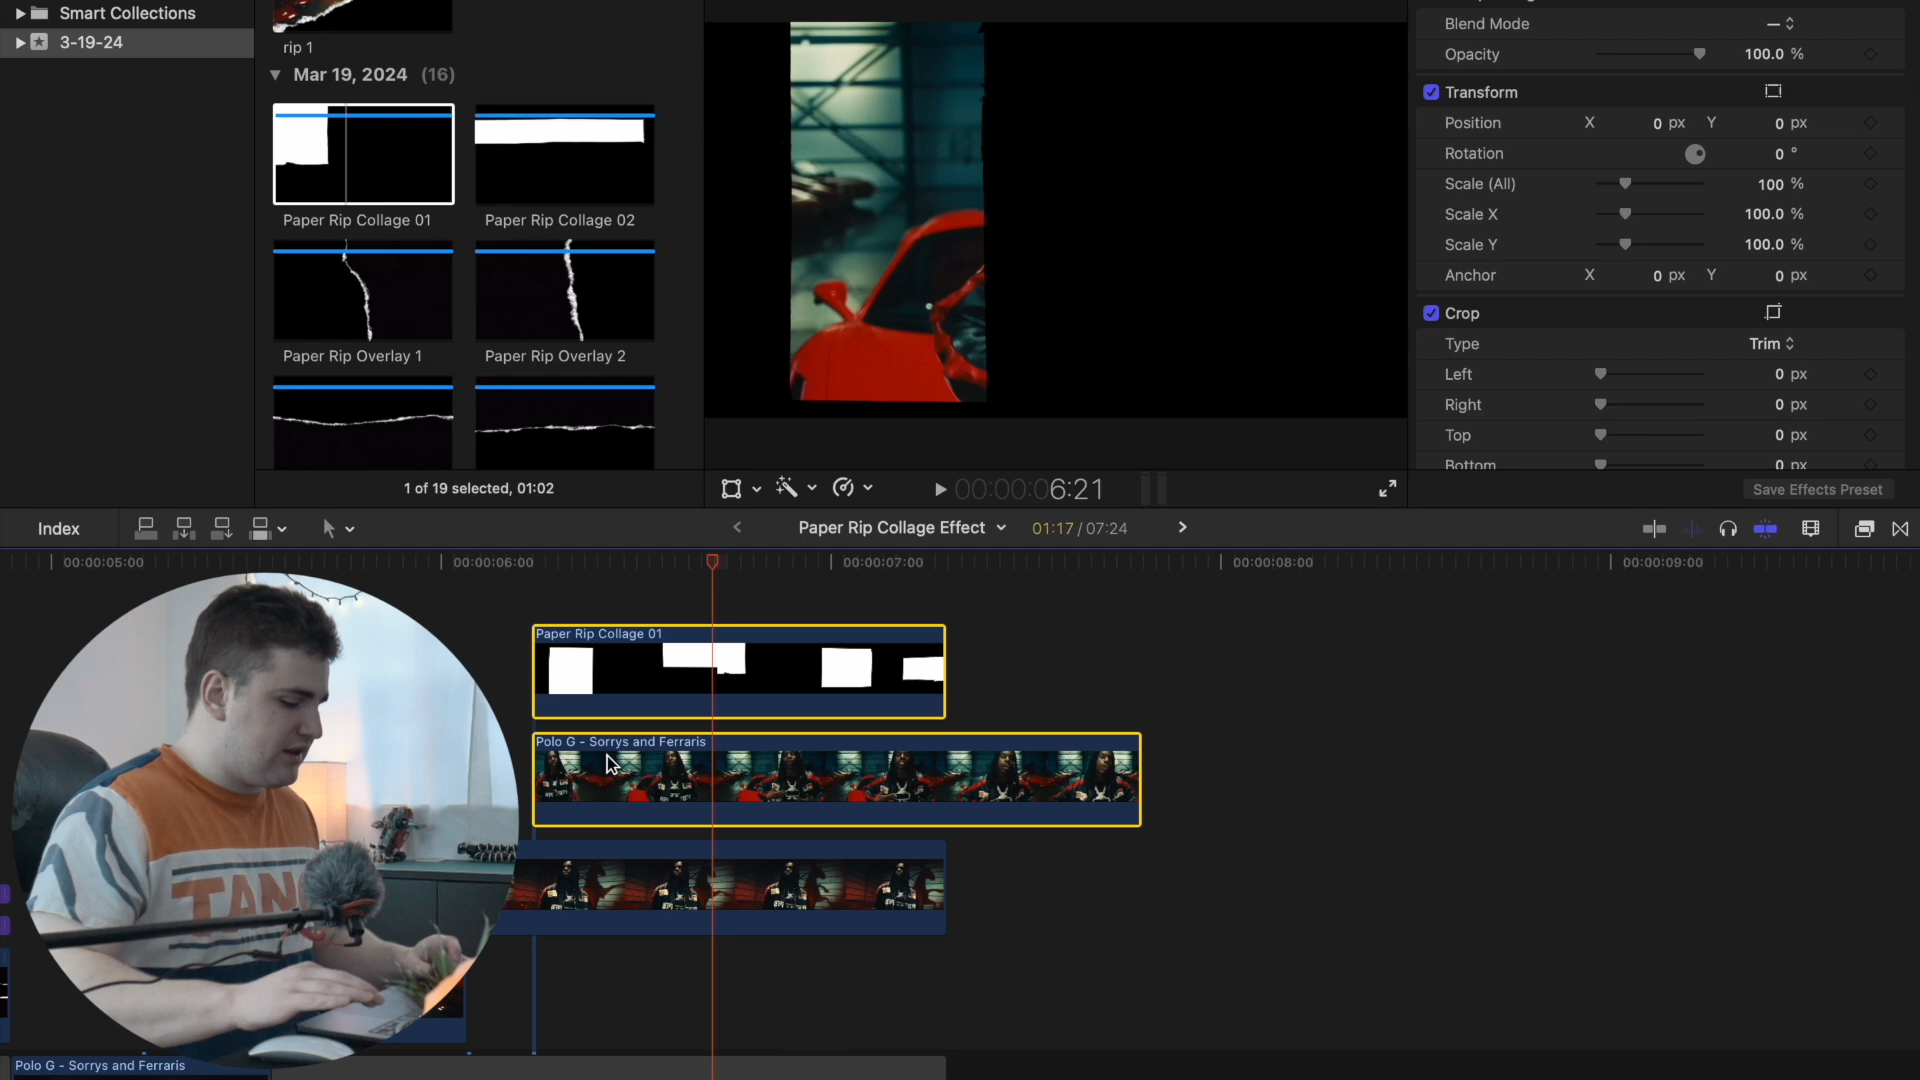 Smart Collections
3-19-24
rip 1
Mar 19, 2024 (16)
Paper Rip Collage 01
Paper Rip Collage 02
Paper Rip Overlay 1
Paper Rip Overlay 2
1 of 19 selected, 01:02
00:00:06:21
Blend Mode
Opacity 100.0 %
Transform
Position X 0 px Y 0 px
Rotation 0 °
Scale (All) 100 %
Scale X 100.0 %
Scale Y 100.0 %
Anchor X 0 px Y 0 px
Crop
Type Trim
Left 0 px
Right 0 px
Top 0 px
Bottom 0 px
Save Effects Preset
Index
Paper Rip Collage Effect 01:17 / 07:24
00:00:05:00 00:00:06:00 00:00:07:00 00:00:08:00 00:00:09:00
Paper Rip Collage 01
Polo G - Sorrys and Ferraris
TAN
Polo G - Sorrys and Ferraris